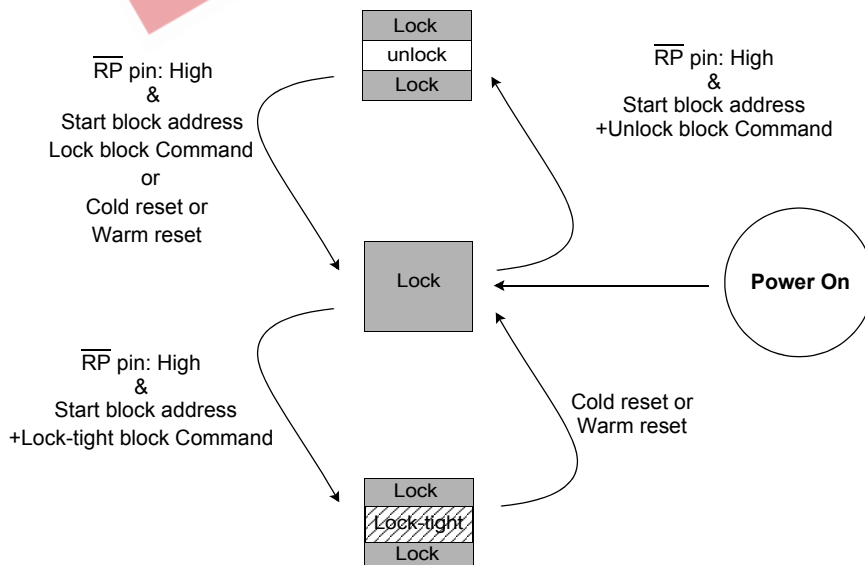 Lock
unlock
Lock
RP pin: High
&
Start block address
Lock block Command
or
Cold reset or
Warm reset
RP pin: High
&
Start block address
+Unlock block Command
Lock
Power On
RP pin: High
&
Start block address
+Lock-tight block Command
Cold reset or
Warm reset
Lock
Lock-tight
Lock